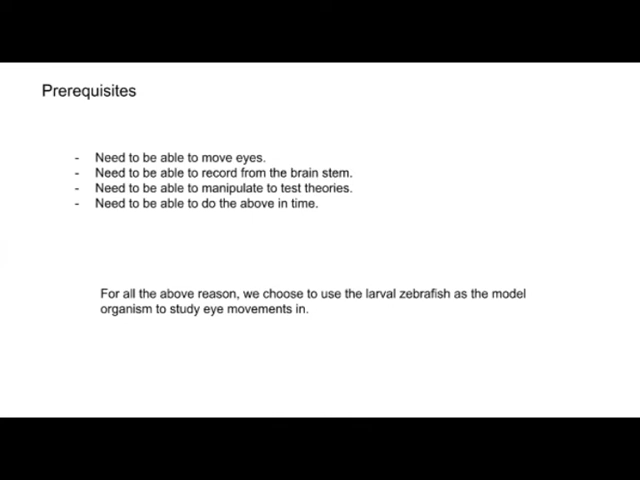 Prerequisites
- Need to be able to move eyes.
- Need to be able to record from the brain stem.
- Need to be able to manipulate to test theories.
- Need to be able to do the above in time.
For all the above reason, we choose to use the larval zebrafish as the model
organism to study eye movements in.